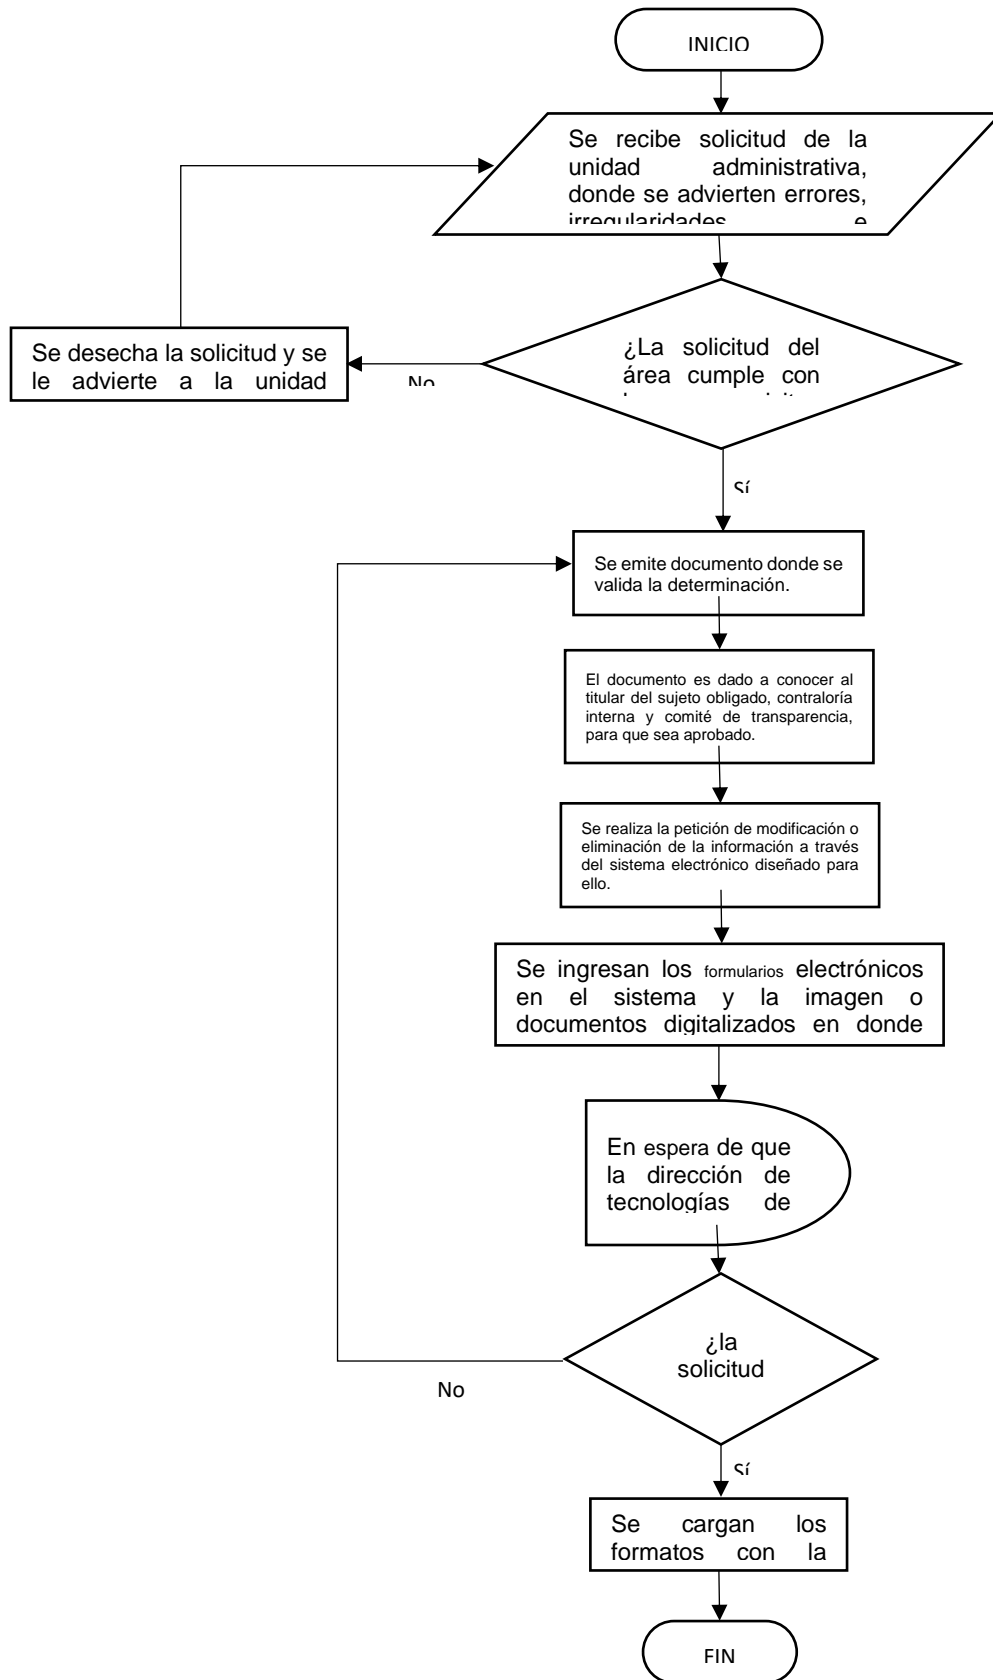 INICIO
Se recibe solicitud de la
unidad administrativa,
donde se advierten errores,
irregularidades e
¿La solicitud del
área cumple con
No
Se desecha la solicitud y se
le advierte a la unidad
Sí
Se emite documento donde se
valida la determinación.
El documento es dado a conocer al
titular del sujeto obligado, contraloría
interna y comité de transparencia,
para que sea aprobado.
Se realiza la petición de modificación o
eliminación de la información a través
del sistema electrónico diseñado para
ello.
Se ingresan los formularios electrónicos
en el sistema y la imagen o
documentos digitalizados en donde
En espera de que
la dirección de
tecnologías de
¿la
solicitud
No
Sí
Se cargan los
formatos con la
FIN